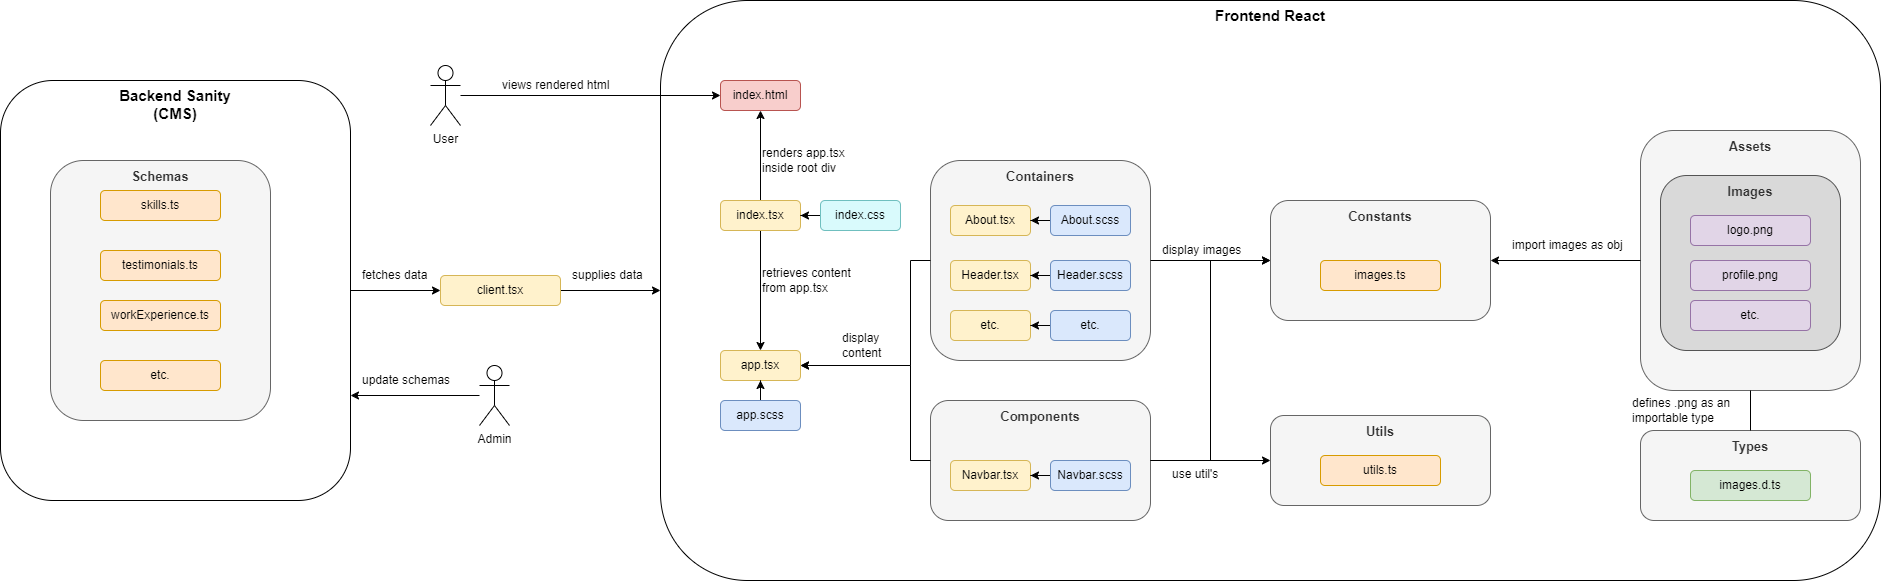 Frontend React
Backend Sanity
(CMS)
Schemas
skills.ts
testimonials.ts
workExperience.ts
etc.
User
views rendered html
fetches data
client.tsx
supplies data
update schemas
Admin
index.html
renders app.tsx
inside root div
index.tsx
index.css
retrieves content
from app.tsx
app.tsx
app.scss
display
content
Containers
About.tsx
About.scss
Header.tsx
Header.scss
etc.
etc.
Components
Navbar.tsx
Navbar.scss
display images
use util's
Constants
images.ts
Utils
utils.ts
import images as obj
Assets
Images
logo.png
profile.png
etc.
defines .png as an
importable type
Types
images.d.ts